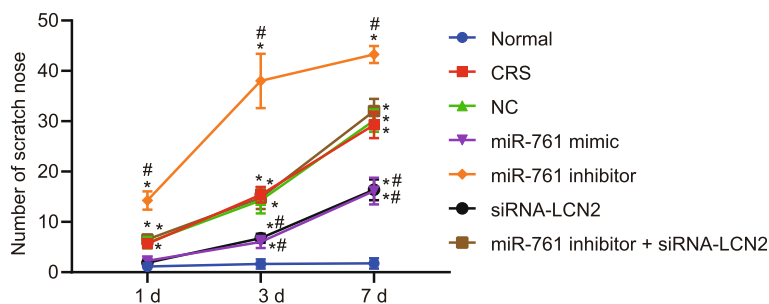 Number of scratch nose
50
40
30
20
10
0
1 d
3 d
7 d
#
*
* *
*
#
*
* *
*
*#
*#
#
*
*
*
*
*#
*#
Normal
CRS
NC
miR-761 mimic
miR-761 inhibitor
siRNA-LCN2
miR-761 inhibitor + siRNA-LCN2